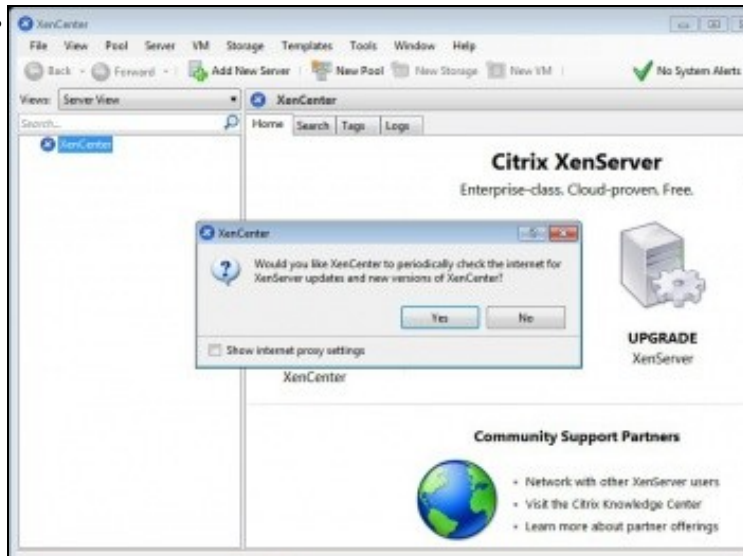 XenCenter
File View Pool Server VM Storage Templates Tools Window Help
Back Forward Add New Server New Pool New Storage New VM No System Alerts
Views: Server View
XenCenter
Search...
Home Search Tags Logs
XenCenter
Citrix XenServer
Enterprise-class. Cloud-proven. Free.
XenCenter
Would you like XenCenter to periodically check the internet for
XenServer updates and new versions of XenCenter?
Yes No
Show internet proxy settings
UPGRADE
XenServer
XenCenter
Community Support Partners
Network with other XenServer users
Visit the Citrix Knowledge Center
Learn more about partner offerings